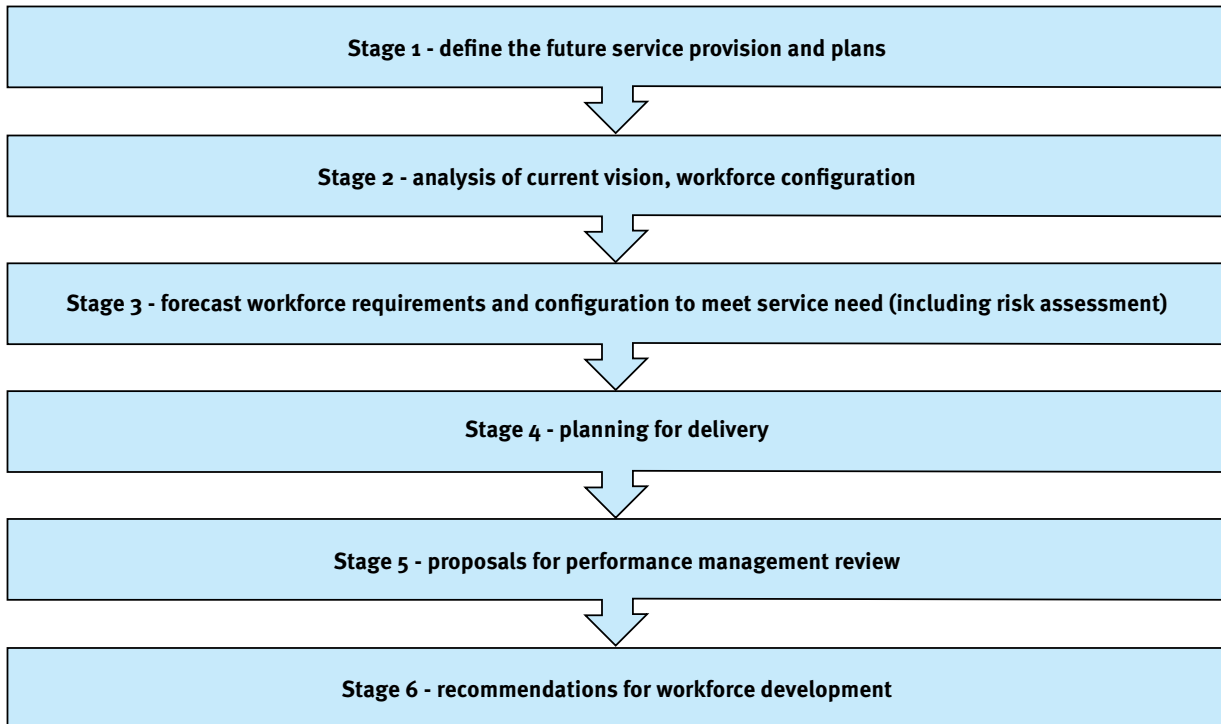 Stage 1 - define the future service provision and plans
Stage 2 - analysis of current vision, workforce configuration
Stage 3 - forecast workforce requirements and configuration to meet service need (including risk assessment)
Stage 4 - planning for delivery
Stage 5 - proposals for performance management review
Stage 6 - recommendations for workforce development